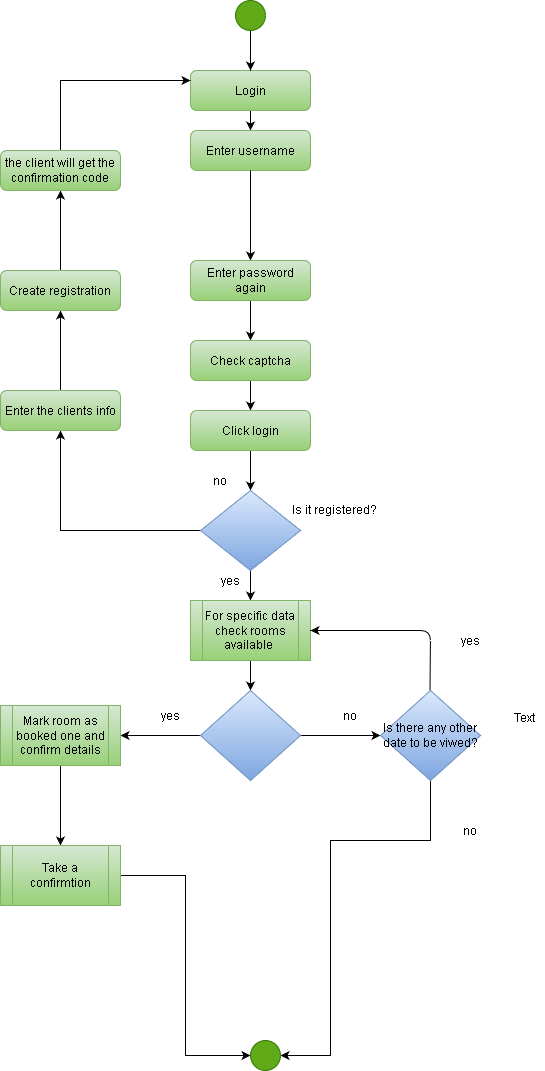 Login
Enter username
the client will get the
confirmation code
Enter password
again
Create registration
Check captcha
Enter the clients info
Click login
no
Is it registered?
yes
For specific data
check rooms
available
yes
Mark room as
booked one and
confirm details
yes
no
Is there any other
date to be viwed?
Text
no
Take a
confirmtion